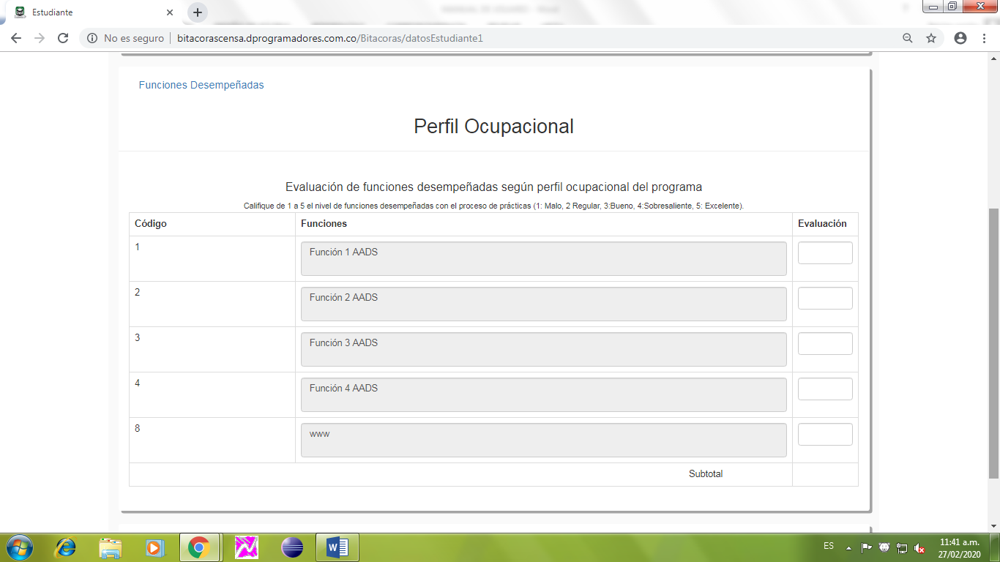 Estudiante
No es seguro bitacorascensa.dprogramadores.com.co/Bitacoras/datosEstudiante1
Funciones Desempeñadas
Perfil Ocupacional
Evaluación de funciones desempeñadas según perfil ocupacional del programa
Califique de 1 a 5 el nivel de funciones desempeñadas con el proceso de prácticas (1: Malo, 2 Regular, 3:Bueno, 4:Sobresaliente, 5: Excelente).
Código Funciones Evaluación
1 Función 1 AADS
2 Función 2 AADS
3 Función 3 AADS
4 Función 4 AADS
8 www
Subtotal
ES 11:41 a.m.
27/02/2020